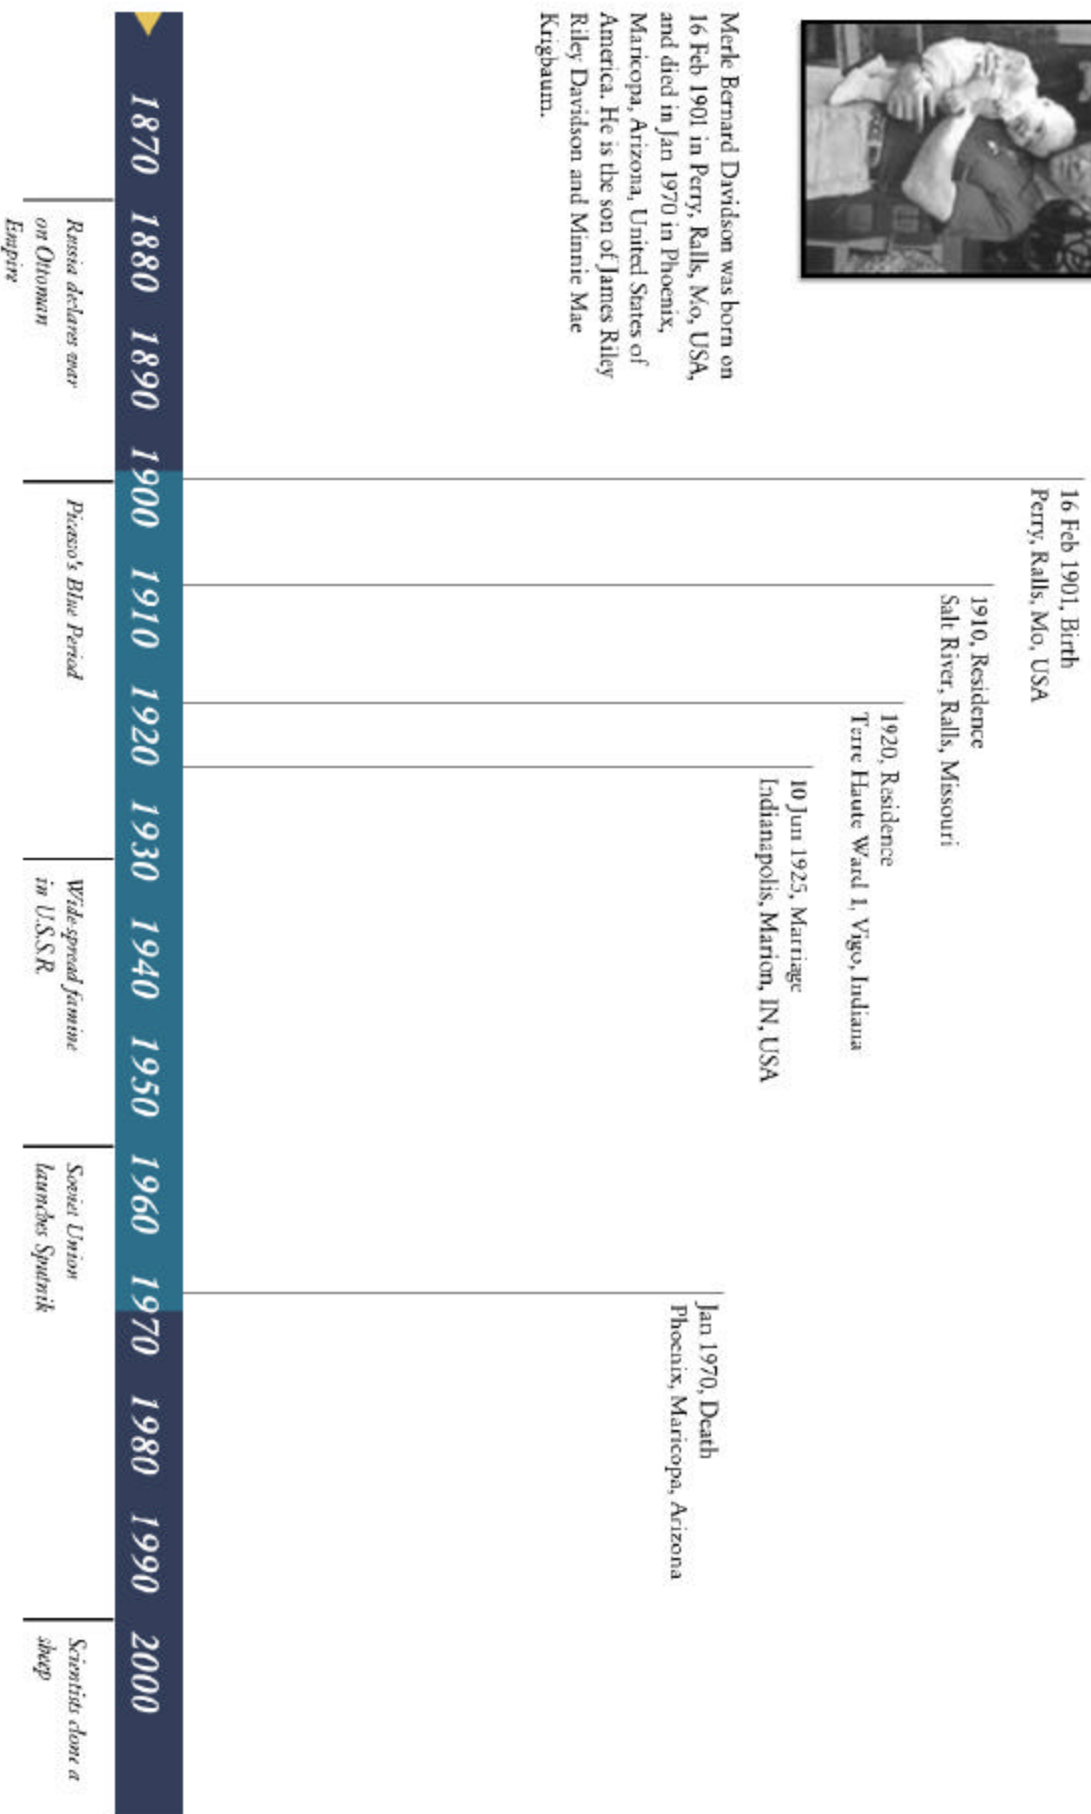 Merle Bernard Davidson was born on
16 Feb 1901 in Perry, Ralls, Mo, USA,
and died in Jan 1970 in Phoenix,
Maricopa, Arizona, United States of
America. He is the son of James Riley
Riley Davidson and Minnie Mae
Krigbaum.
16 Feb 1901, Birth
Perry, Ralls, Mo, USA
1910, Residence
Salt River, Ralls, Missouri
1920, Residence
Terre Haute Ward 1, Vigo, Indiana
10 Jun 1925, Marriage
Indianapolis, Marion, IN, USA
Jan 1970, Death
Phoenix, Maricopa, Arizona
1870 1880 1890 1900 1910 1920 1930 1940 1950 1960 1970 1980 1990 2000
Russia declares war
on Ottoman
Empire
Picasso's Blue Period
Wide-spread famine
in U.S.S.R.
Soviet Union
launches Sputnik
Scientists clone a
sheep